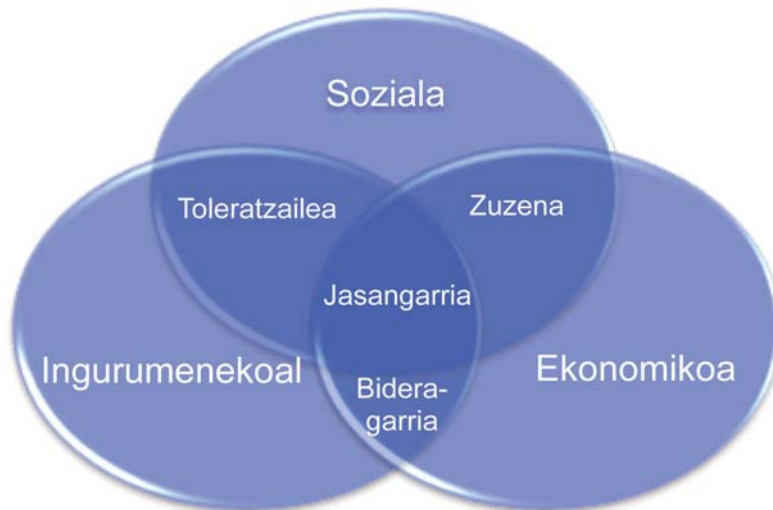 Soziala
Toleratzailea
Zuzena
Jasangarria
Ingurumenekoal
Ekonomikoa
Bidera-
garria